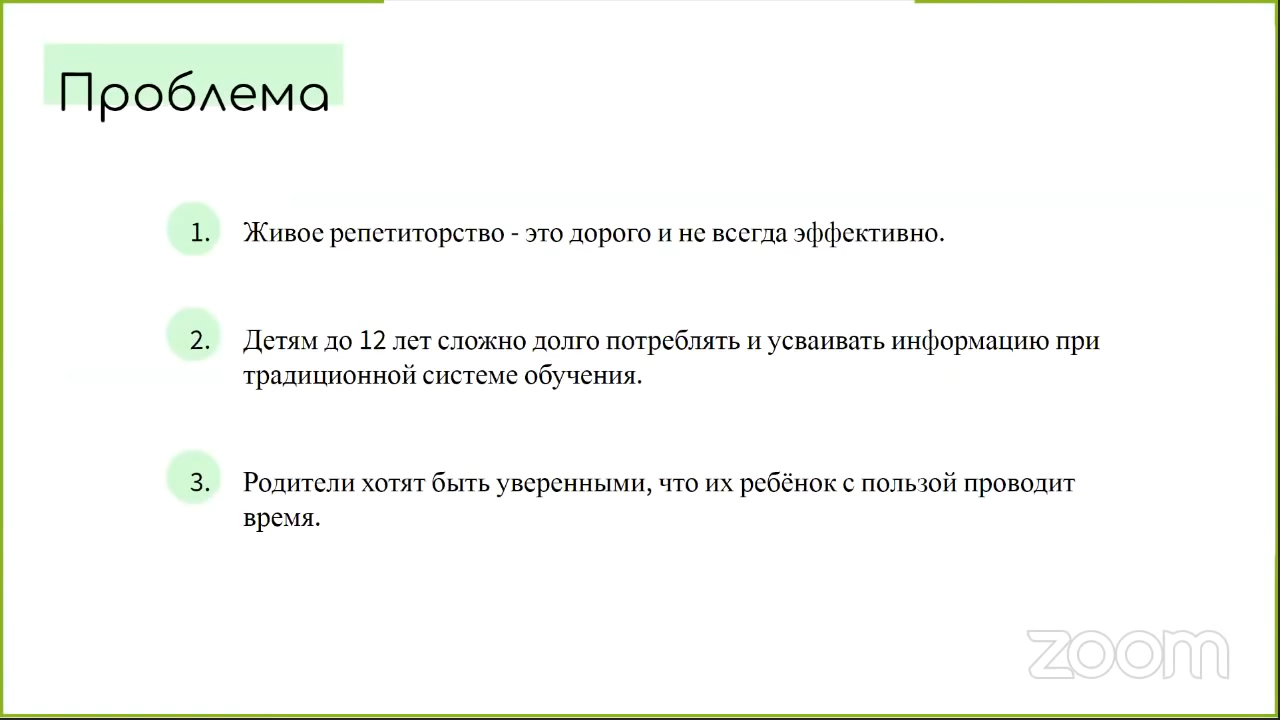 Проблема
1. Живое репетиторство - это дорого и не всегда эффективно.
2. Детям до 12 лет сложно долго потреблять и усваивать информацию при
традиционной системе обучения.
3. Родители хотят быть уверенными, что их ребёнок с пользой проводит
время.
zoom